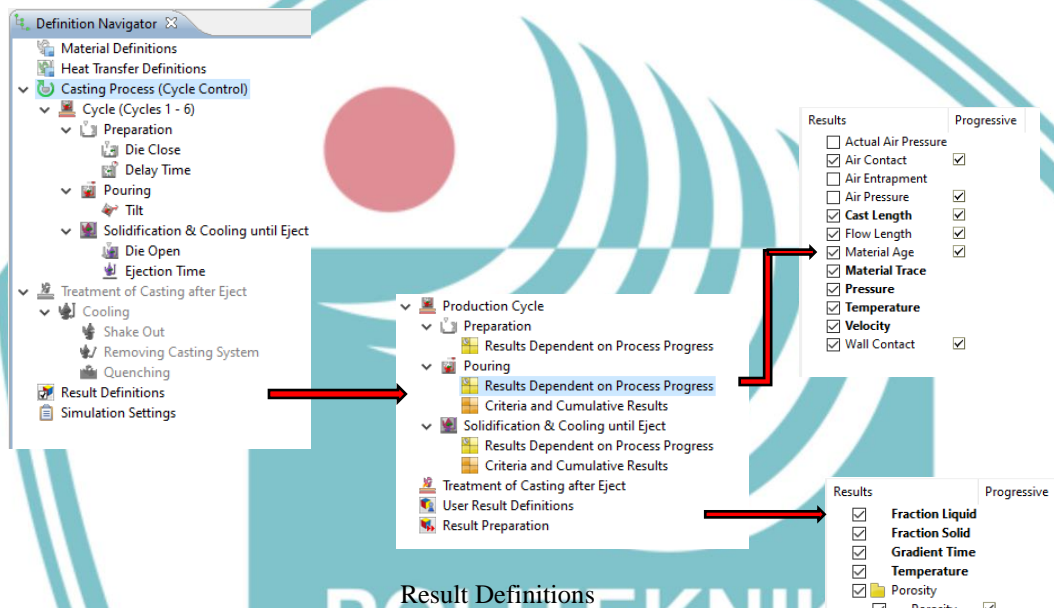 Definition Navigator
Material Definitions
Heat Transfer Definitions
Casting Process (Cycle Control)
Cycle (Cycles 1 - 6)
Preparation
Die Close
Delay Time
Pouring
Tilt
Solidification & Cooling until Eject
Die Open
Ejection Time
Treatment of Casting after Eject
Cooling
Shake Out
Removing Casting System
Quenching
Result Definitions
Simulation Settings
Production Cycle
Preparation
Results Dependent on Process Progress
Pouring
Results Dependent on Process Progress
Criteria and Cumulative Results
Solidification & Cooling until Eject
Results Dependent on Process Progress
Criteria and Cumulative Results
Treatment of Casting after Eject
User Result Definitions
Result Preparation
Results Progressive
Actual Air Pressure
Air Contact
Air Entrapment
Air Pressure
Cast Length
Flow Length
Material Age
Material Trace
Pressure
Temperature
Velocity
Wall Contact
Results Progressive
Fraction Liquid
Fraction Solid
Gradient Time
Temperature
Porosity
Porosity
Result Definitions